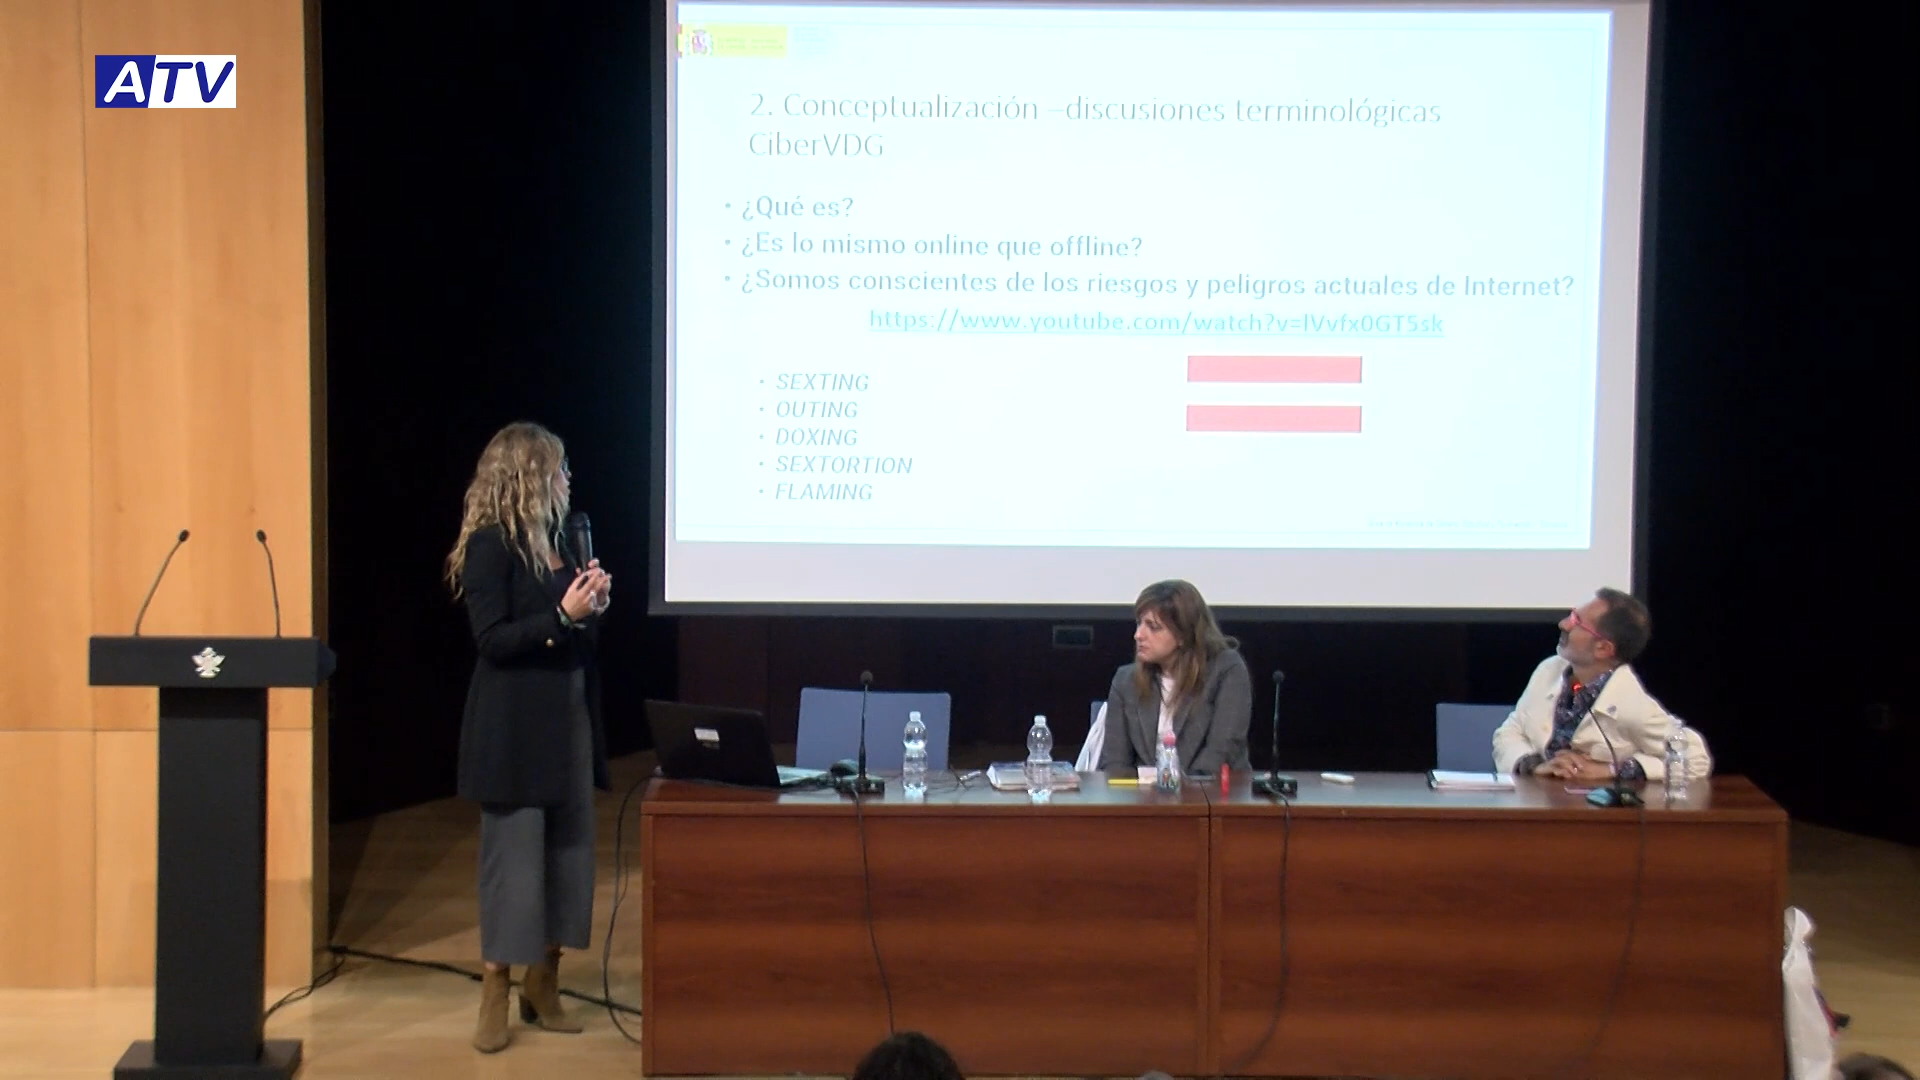 ATV
2. Conceptualización –discusiones terminológicas
CiberVDG
• ¿Qué es?
• ¿Es lo mismo online que offline?
• ¿Somos conscientes de los riesgos y peligros actuales de Internet?
https://www.youtube.com/watch?v=lVvfx0GT5sk
• SEXTING
• OUTING
• DOXING
• SEXTORTION
• FLAMING